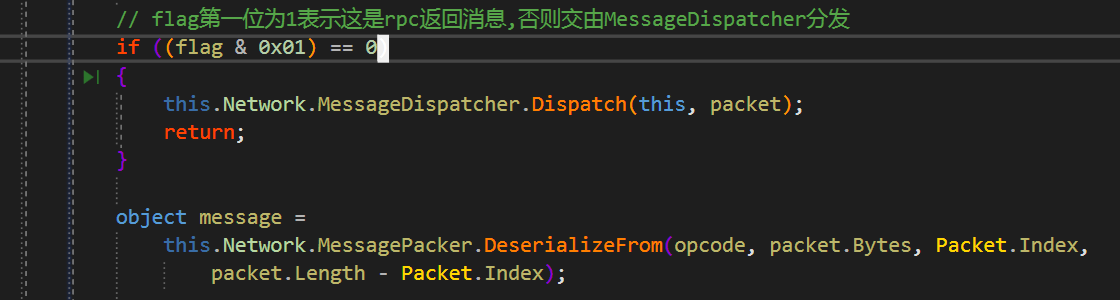 // flag第一位为1表示这是rpc返回消息,否则交由MessageDispatcher分发
if ((flag & 0x01) == 0)
{
this.Network.MessageDispatcher.Dispatch(this, packet);
return;
}
object message =
this.Network.MessagePacker.DeserializeFrom(opcode, packet.Bytes, Packet.Index,
packet.Length - Packet.Index);